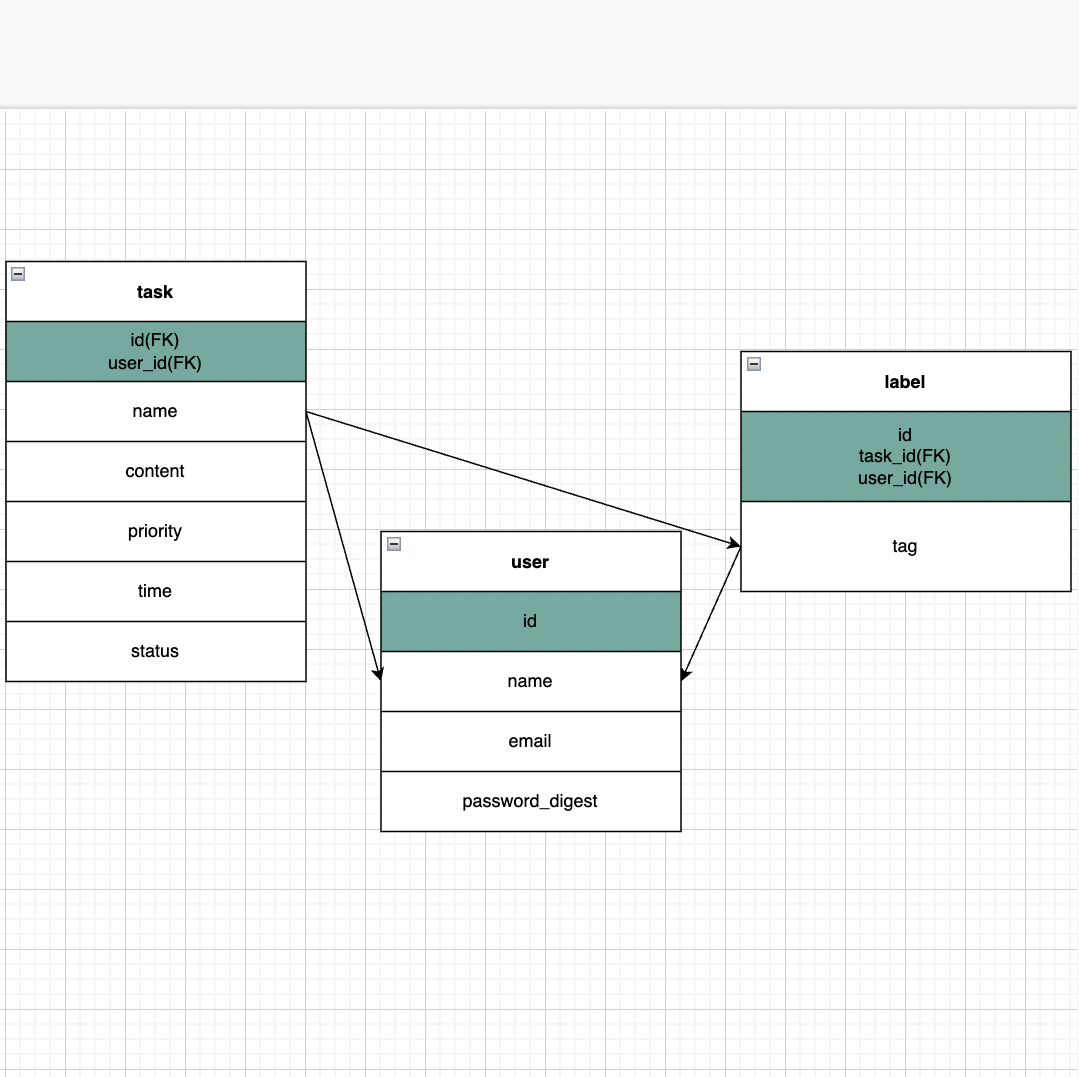 task
id(FK)
user_id(FK)
name
content
priority
time
status
user
id
name
email
password_digest
label
id
task_id(FK)
user_id(FK)
tag